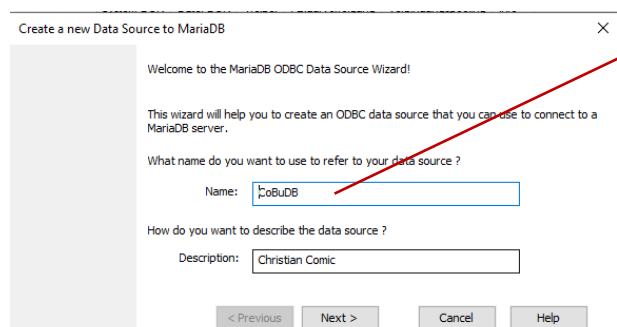 Create a new Data Source to MariaDB
Welcome to the MariaDB ODBC Data Source Wizard!
This wizard will help you to create an ODBC data source that you can use to connect to a
MariaDB server.
What name do you want to use to refer to your data source ?
Name: CoBuDB
How do you want to describe the data source ?
Description: Christian Comic
< Previous Next > Cancel Help